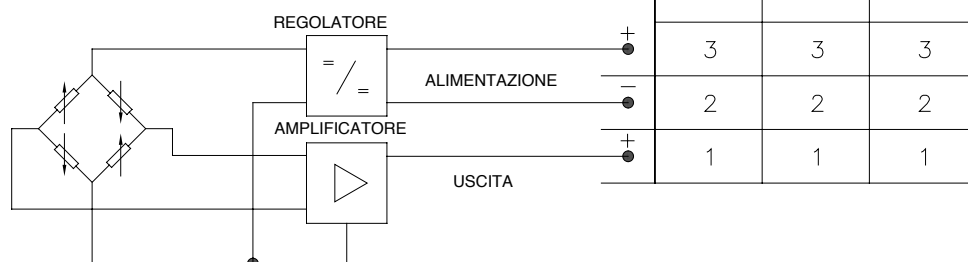 REGOLATORE
= / =
+ 3 3 3
ALIMENTAZIONE
− 2 2 2
AMPLIFICATORE
+ 1 1 1
USCITA